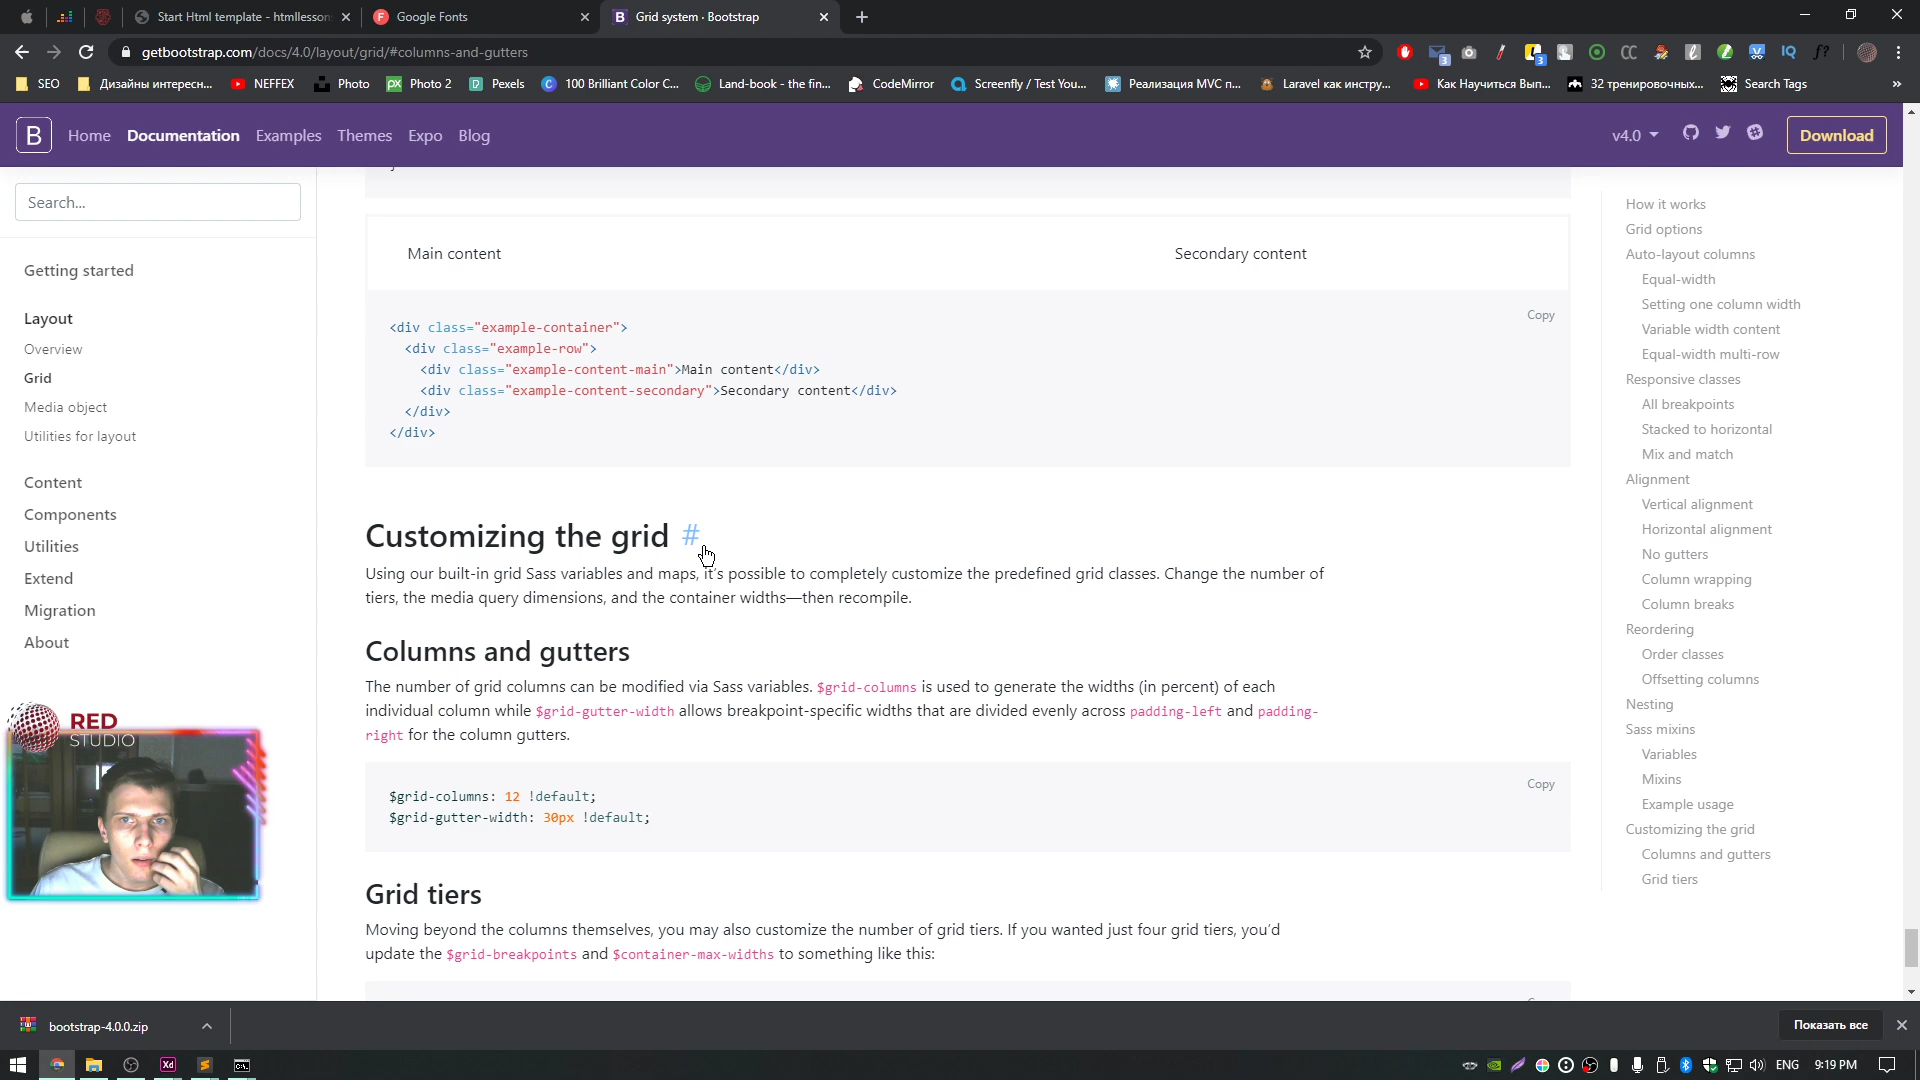 Start Html template - htmllesson
Google Fonts
Grid system · Bootstrap
getbootstrap.com/docs/4.0/layout/grid/#columns-and-gutters
SEO
Дизайны интересн...
NEFFEX
Photo
Photo 2
Pexels
100 Brilliant Color C...
Land-book - the fin...
CodeMirror
Screenfly / Test You...
Реализация MVC п...
Laravel как инстру...
Как Научиться Вып...
32 тренировочных...
Search Tags
»
B
Home
Documentation
Examples
Themes
Expo
Blog
v4.0
Download
Search...
Getting started
Layout
Overview
Grid
Media object
Utilities for layout
Content
Components
Utilities
Extend
Migration
About
RED
STUDIO
Main content
Secondary content
Copy
<div class="example-container">
<div class="example-row">
<div class="example-content-main">Main content</div>
<div class="example-content-secondary">Secondary content</div>
</div>
</div>
Customizing the grid #
Using our built-in grid Sass variables and maps, it's possible to completely customize the predefined grid classes. Change the number of
tiers, the media query dimensions, and the container widths—then recompile.
Columns and gutters
The number of grid columns can be modified via Sass variables. $grid-columns is used to generate the widths (in percent) of each
individual column while $grid-gutter-width allows breakpoint-specific widths that are divided evenly across padding-left and padding-
right for the column gutters.
Copy
$grid-columns: 12 !default;
$grid-gutter-width: 30px !default;
Grid tiers
Moving beyond the columns themselves, you may also customize the number of grid tiers. If you wanted just four grid tiers, you'd
update the $grid-breakpoints and $container-max-widths to something like this:
How it works
Grid options
Auto-layout columns
Equal-width
Setting one column width
Variable width content
Equal-width multi-row
Responsive classes
All breakpoints
Stacked to horizontal
Mix and match
Alignment
Vertical alignment
Horizontal alignment
No gutters
Column wrapping
Column breaks
Reordering
Order classes
Offsetting columns
Nesting
Sass mixins
Variables
Mixins
Example usage
Customizing the grid
Columns and gutters
Grid tiers
bootstrap-4.0.0.zip
Показать все
Xd
ENG
9:19 PM